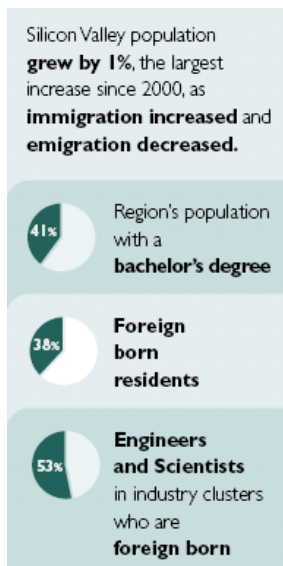 Silicon Valley population
grew by 1%, the largest
increase since 2000, as
immigration increased and
emigration decreased.
41%
Region's population
with a
bachelor's degree
38%
Foreign
born
residents
53%
Engineers
and Scientists
in industry clusters
who are
foreign born